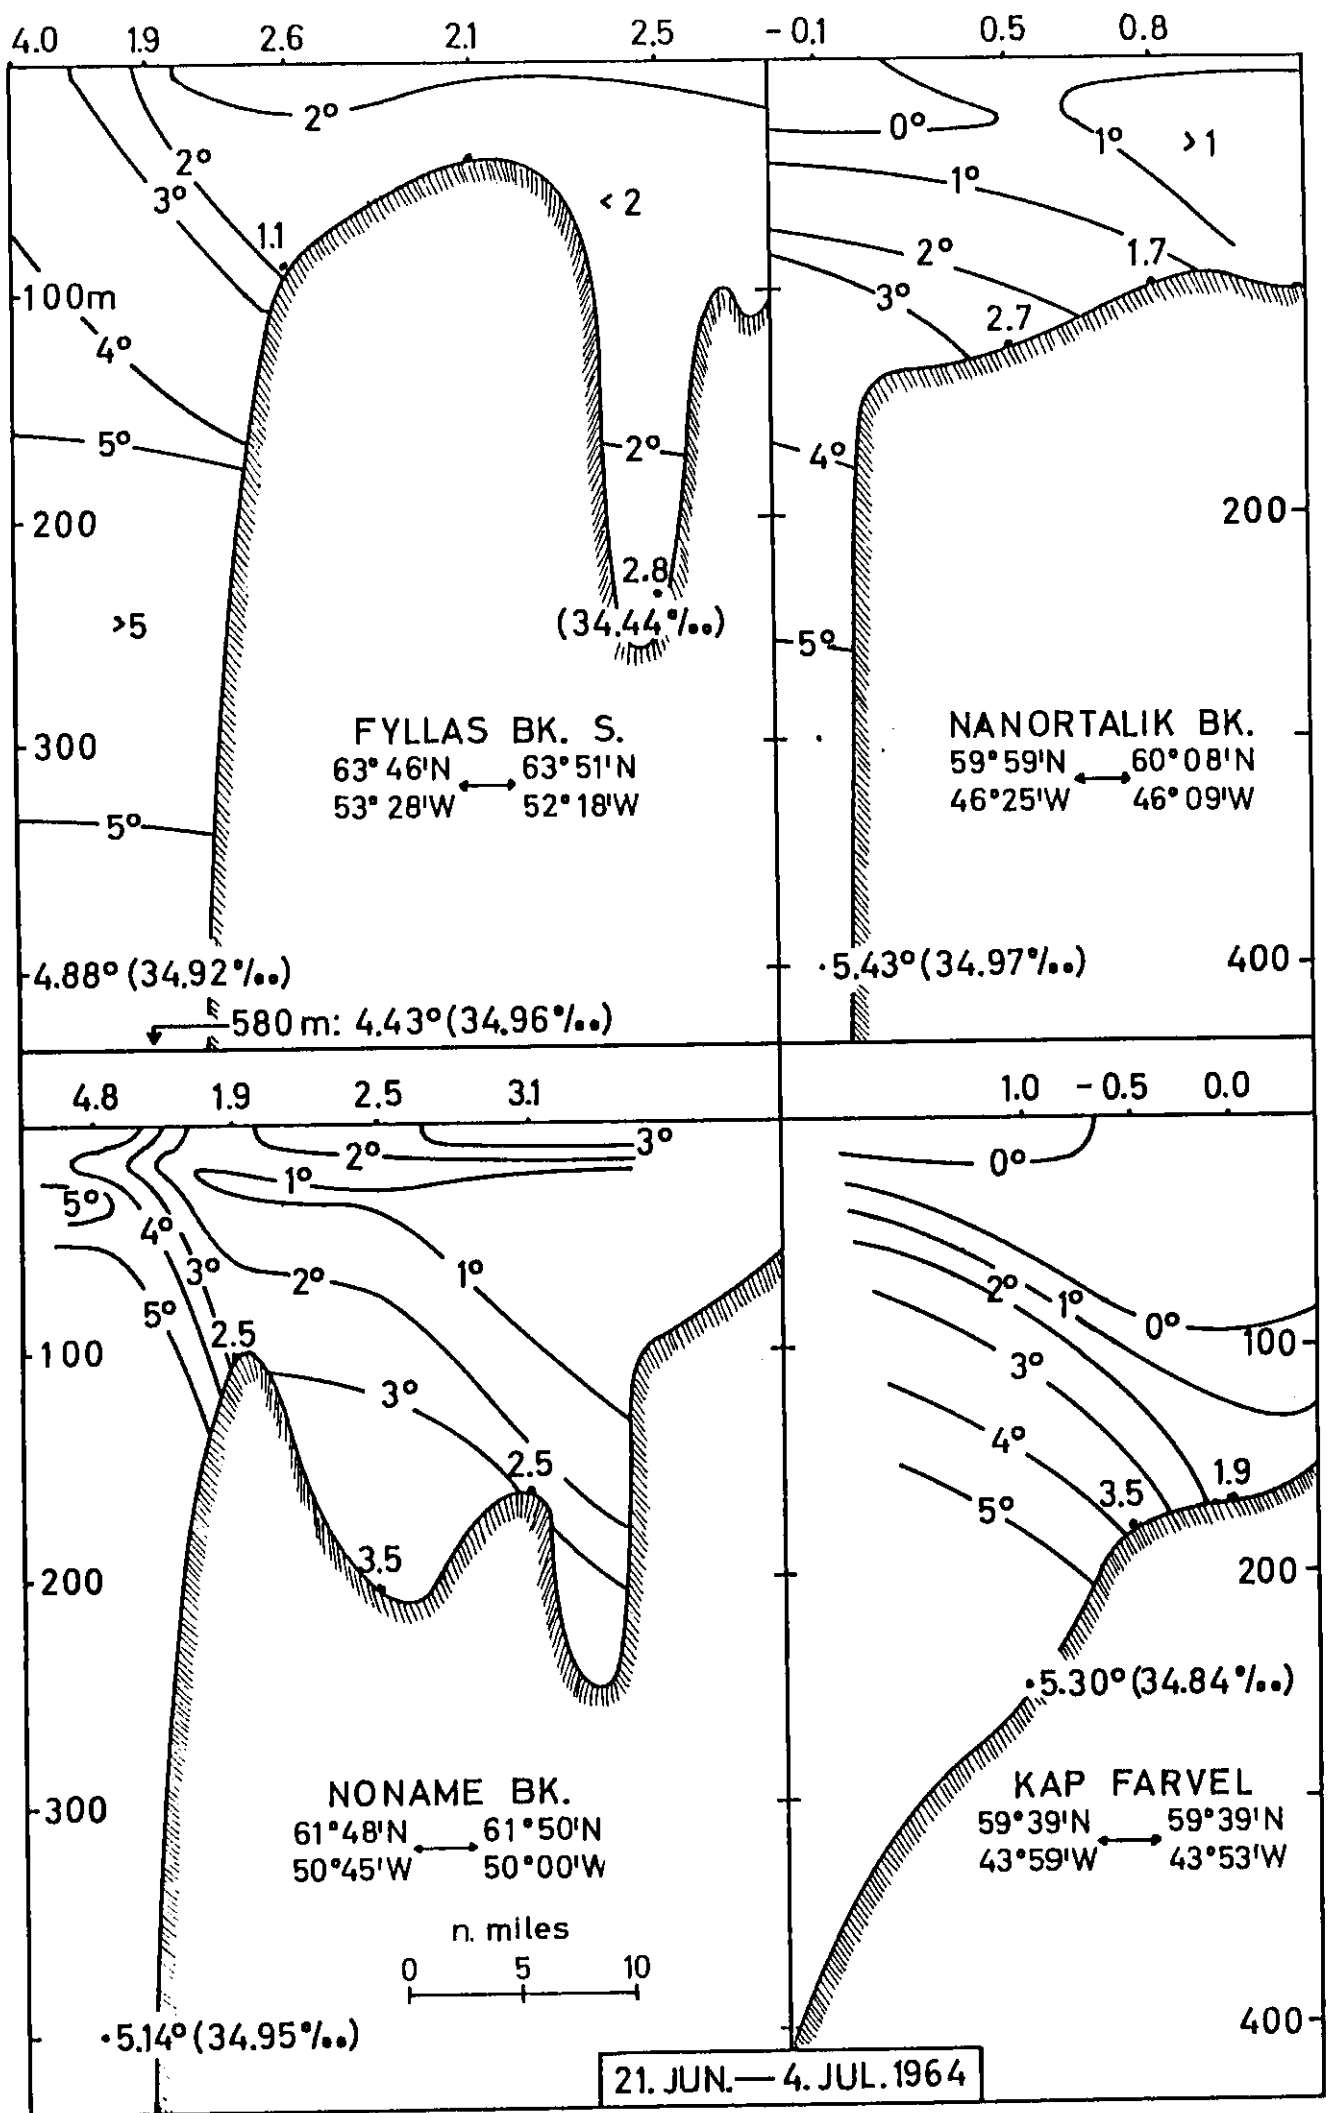 4.0 1.9 2.6 2.1 2.5
2°
2°
3°
< 2
1.1
100m
4°
5°
2°
200
2.8
(34.44‰)
>5
FYLLAS BK. S.
63°46'N ↔ 63°51'N
53°28'W 52°18'W
300
5°
4.88° (34.92‰)
580 m: 4.43° (34.96‰)
-0.1 0.5 0.8
0°
1° >1
1°
2° 1.7
3° 2.7
4°
200
5°
NANORTALIK BK.
59°59'N ↔ 60°08'N
46°25'W 46°09'W
5.43° (34.97‰) 400
4.8 1.9 2.5 3.1
3°
2°
1°
5°
4°
3° 2° 1°
5°
2.5
100
3°
2.5
3.5
200
NONAME BK.
300
61°48'N ↔ 61°50'N
50°45'W 50°00'W
n. miles
0 5 10
5.14° (34.95‰)
1.0 -0.5 0.0
0°
2° 1°
0° 100
3°
4°
3.5 1.9
5°
200
5.30° (34.84‰)
KAP FARVEL
59°39'N ↔ 59°39'N
43°59'W 43°53'W
400
21. JUN. — 4. JUL. 1964